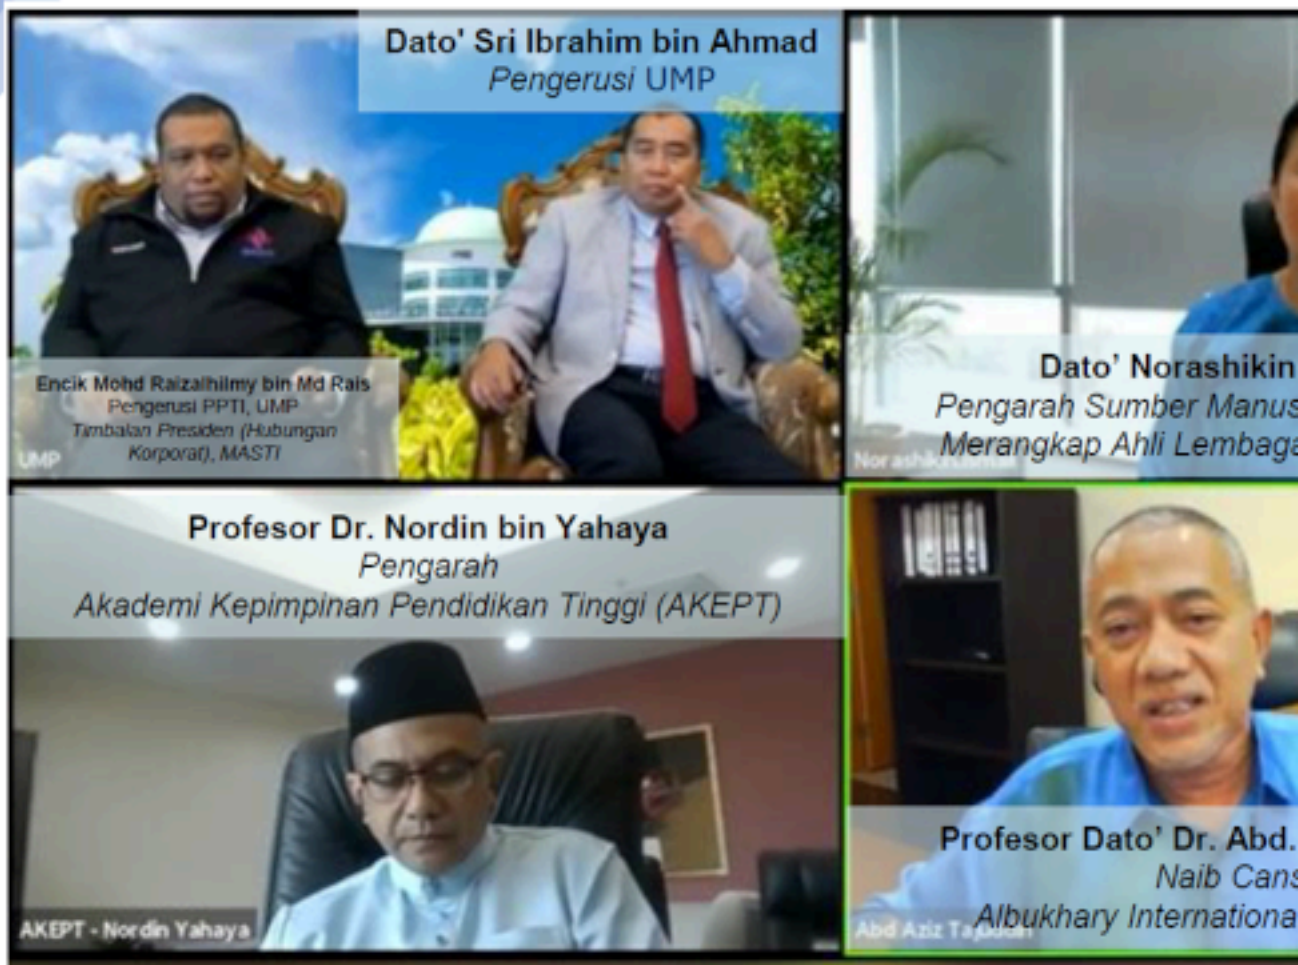 Dato' Sri Ibrahim bin Ahmad
Pengerusi UMP
Encik Mohd Raizalhilmy bin Md Rais
Pengerusi PPTI, UMP
Timbalan Presiden (Hubungan
Korporat), MASTI
UMP
Dato' Norashikin
Pengarah Sumber Manus
Merangkap Ahli Lembaga
Norashikin
Profesor Dr. Nordin bin Yahaya
Pengarah
Akademi Kepimpinan Pendidikan Tinggi (AKEPT)
AKEPT - Nordin Yahaya
Profesor Dato' Dr. Abd.
Naib Cans
Albukhary Internationa
Abd Aziz Tajuddin